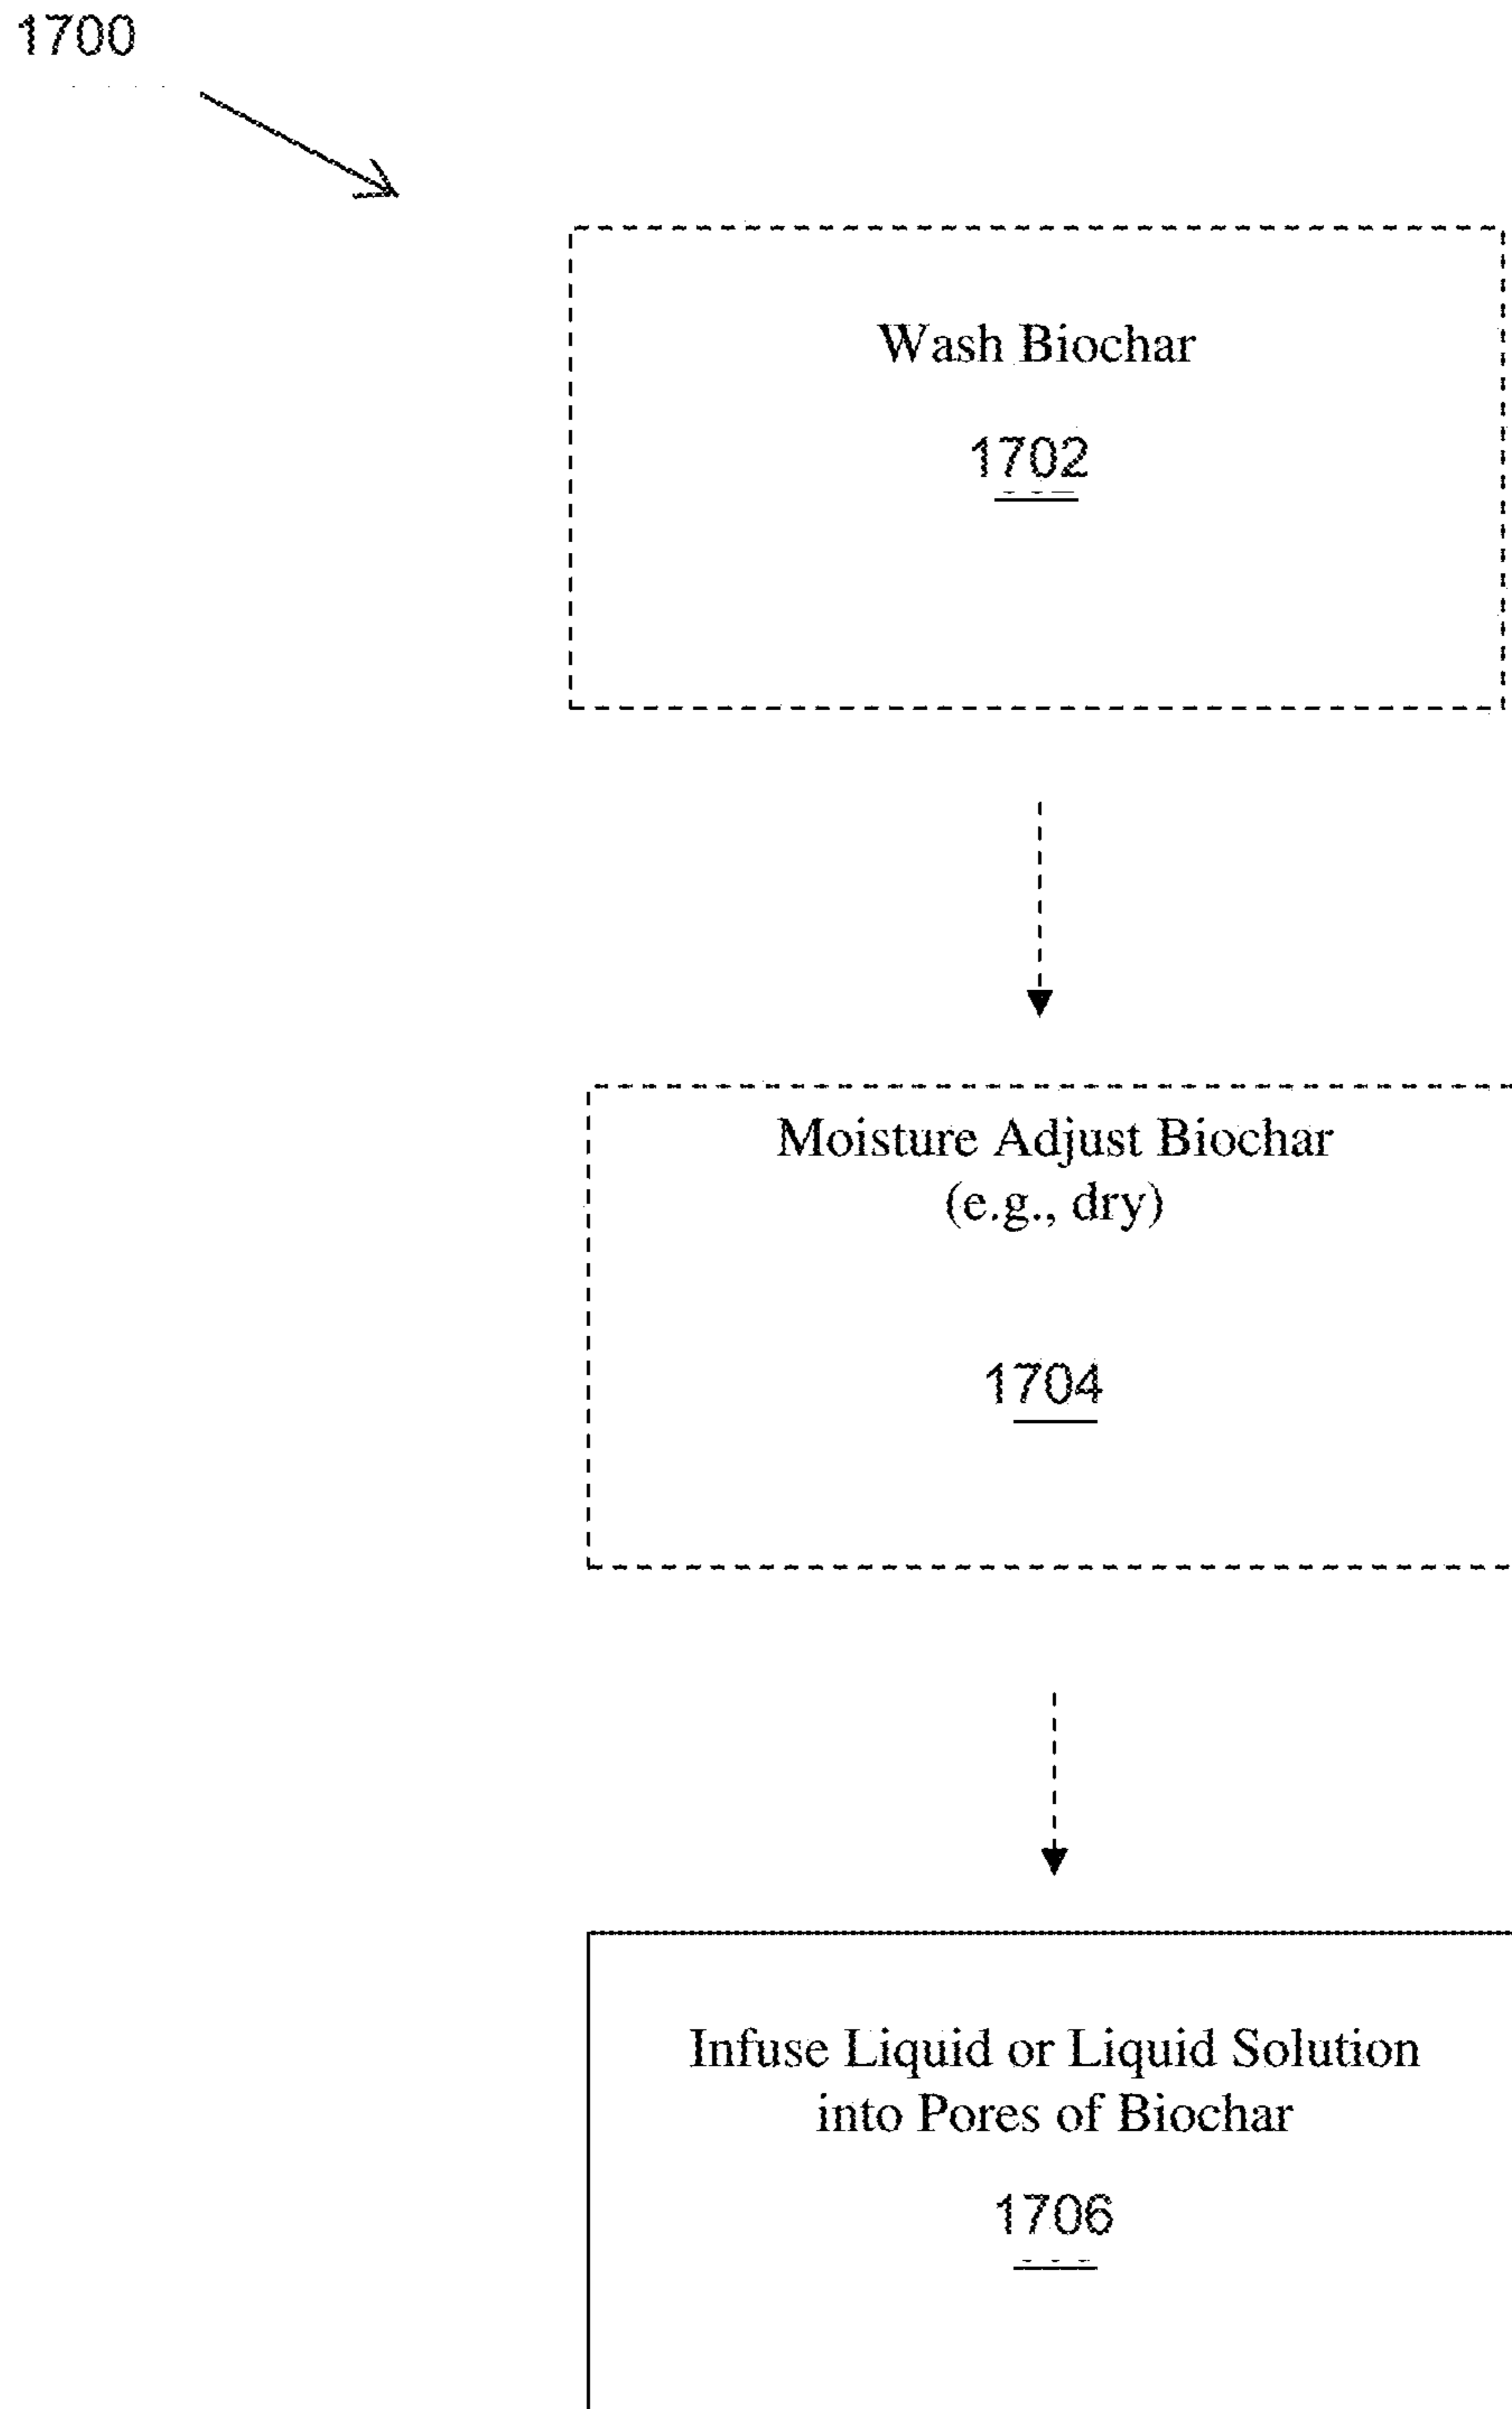 1700
Wash Biochar
1702
Moisture Adjust Biochar
(e.g., dry)
1704
Infuse Liquid or Liquid Solution
into Pores of Biochar
1706